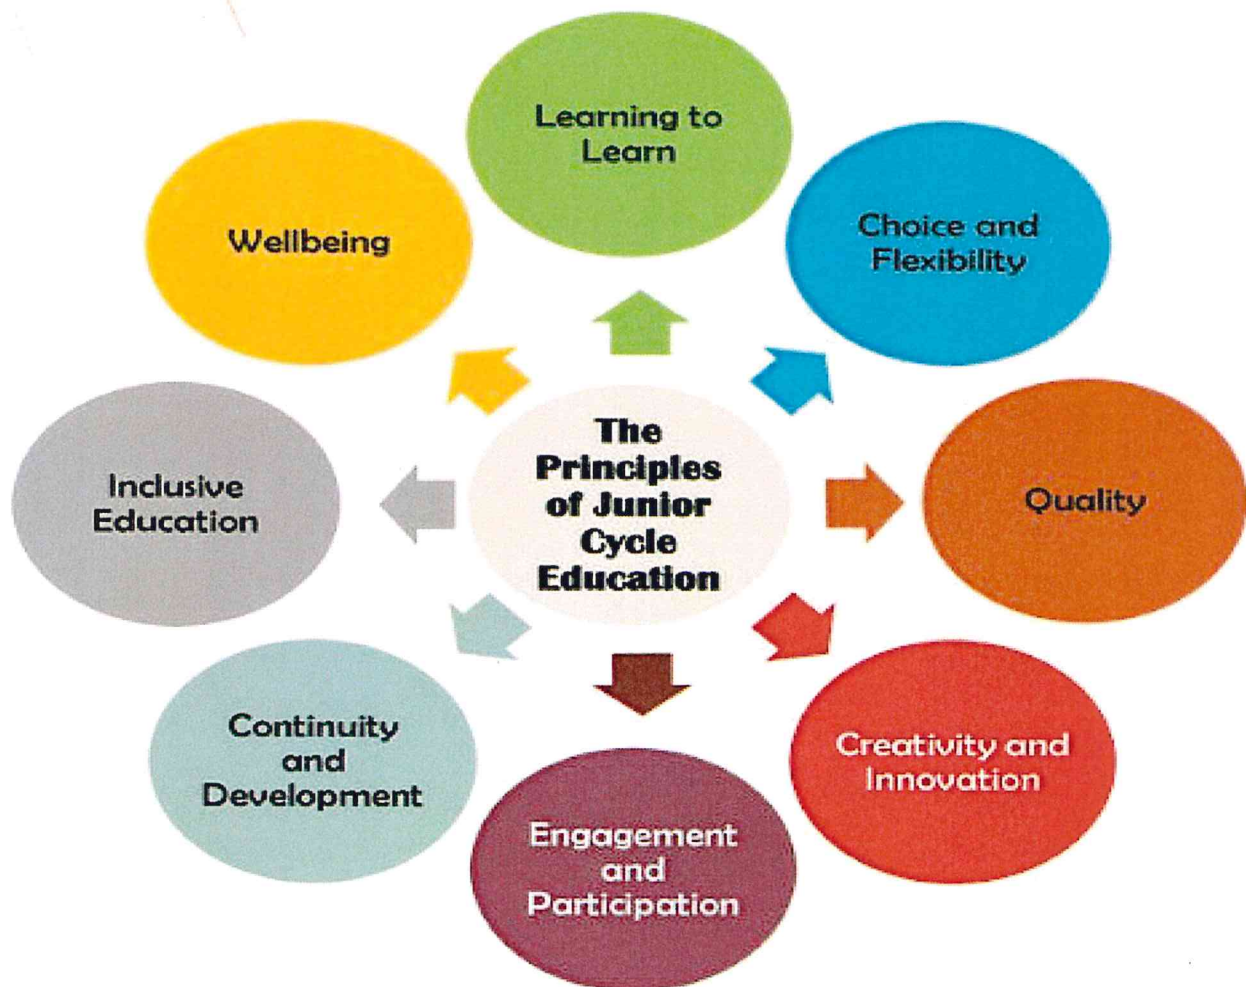 Learning to
Learn
Choice and
Flexibility
Quality
Creativity and
Innovation
Engagement
and
Participation
Continuity
and
Development
Inclusive
Education
Wellbeing
The
Principles
of Junior
Cycle
Education